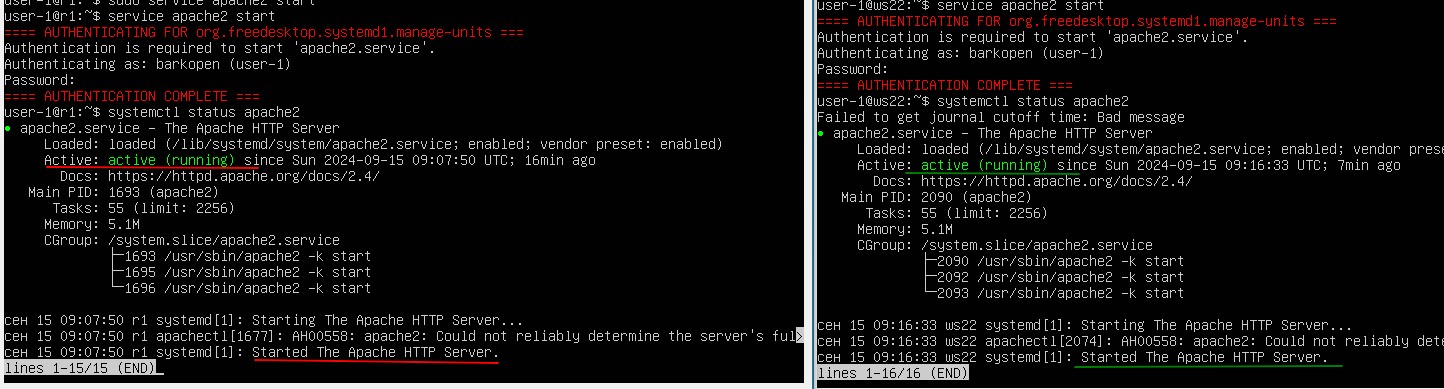 user-1@r1:~$ sudo service apache2 start
user-1@r1:~$ service apache2 start
==== AUTHENTICATING FOR org.freedesktop.systemd1.manage-units ===
Authentication is required to start 'apache2.service'.
Authenticating as: barkopen (user-1)
Password:
==== AUTHENTICATION COMPLETE ===
user-1@r1:~$ systemctl status apache2
● apache2.service – The Apache HTTP Server
Loaded: loaded (/lib/systemd/system/apache2.service; enabled; vendor preset: enabled)
Active: active (running) since Sun 2024-09-15 09:07:50 UTC; 16min ago
Docs: https://httpd.apache.org/docs/2.4/
Main PID: 1693 (apache2)
Tasks: 55 (limit: 2256)
Memory: 5.1M
CGroup: /system.slice/apache2.service
├─1693 /usr/sbin/apache2 -k start
├─1695 /usr/sbin/apache2 -k start
└─1696 /usr/sbin/apache2 -k start
сен 15 09:07:50 r1 systemd[1]: Starting The Apache HTTP Server...
сен 15 09:07:50 r1 apachectl[1677]: AH00558: apache2: Could not reliably determine the server's ful>
сен 15 09:07:50 r1 systemd[1]: Started The Apache HTTP Server.
lines 1-15/15 (END)
user-1@ws22:~$ service apache2 start
==== AUTHENTICATING FOR org.freedesktop.systemd1.manage-units ===
Authentication is required to start 'apache2.service'.
Authenticating as: barkopen (user-1)
Password:
==== AUTHENTICATION COMPLETE ===
user-1@ws22:~$ systemctl status apache2
Failed to get journal cutoff time: Bad message
● apache2.service – The Apache HTTP Server
Loaded: loaded (/lib/systemd/system/apache2.service; enabled; vendor prese
Active: active (running) since Sun 2024-09-15 09:16:33 UTC; 7min ago
Docs: https://httpd.apache.org/docs/2.4/
Main PID: 2090 (apache2)
Tasks: 55 (limit: 2256)
Memory: 5.1M
CGroup: /system.slice/apache2.service
├─2090 /usr/sbin/apache2 -k start
├─2092 /usr/sbin/apache2 -k start
└─2093 /usr/sbin/apache2 -k start
сен 15 09:16:33 ws22 systemd[1]: Starting The Apache HTTP Server...
сен 15 09:16:33 ws22 apachectl[2074]: AH00558: apache2: Could not reliably dete
сен 15 09:16:33 ws22 systemd[1]: Started The Apache HTTP Server.
lines 1-16/16 (END)